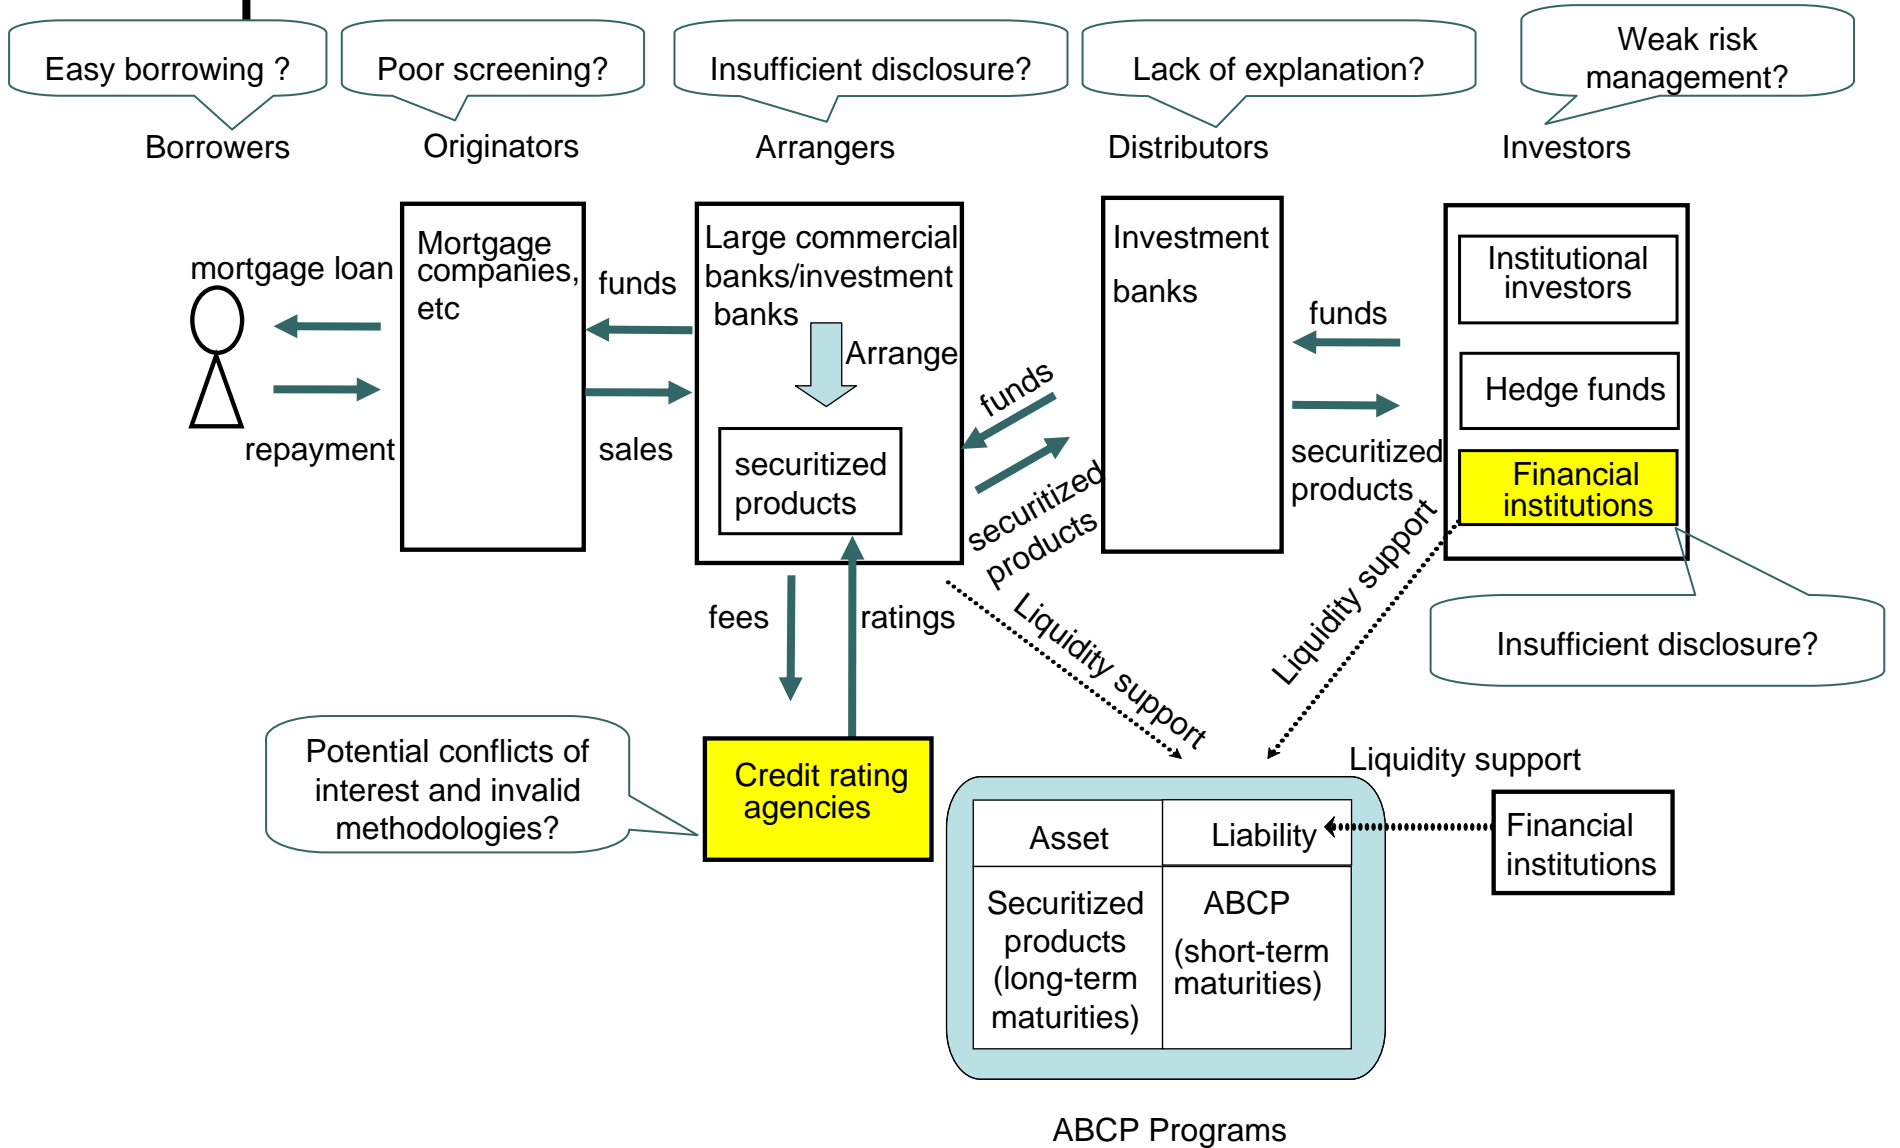 Easy borrowing ?
Poor screening?
Insufficient disclosure?
Lack of explanation?
Weak risk
management?
Borrowers
Originators
Arrangers
Distributors
Investors
mortgage loan
repayment
Mortgage
companies,
etc
funds
sales
Large commercial
banks/investment
banks
Arrange
securitized
products
funds
securitized
products
Investment
banks
funds
securitized
products
Institutional
investors
Hedge funds
Financial
institutions
fees
ratings
Liquidity support
Liquidity support
Insufficient disclosure?
Potential conflicts of
interest and invalid
methodologies?
Credit rating
agencies
Liquidity support
Asset
Liability
Financial
institutions
Securitized
products
(long-term
maturities)
ABCP
(short-term
maturities)
ABCP Programs